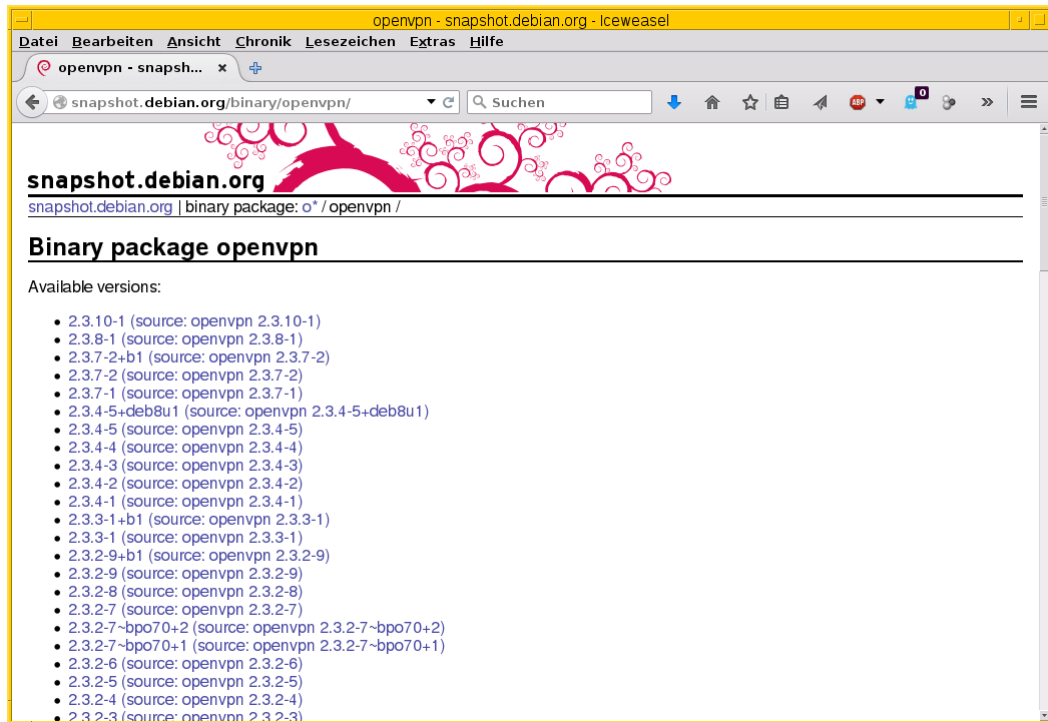 openvpn - snapshot.debian.org - Iceweasel
Datei Bearbeiten Ansicht Chronik Lesezeichen Extras Hilfe
openvpn - snapsh... x
snapshot.debian.org/binary/openvpn/ Suchen ABP 0 »
snapshot.debian.org
snapshot.debian.org | binary package: o* / openvpn /
Binary package openvpn
Available versions:
• 2.3.10-1 (source: openvpn 2.3.10-1)
• 2.3.8-1 (source: openvpn 2.3.8-1)
• 2.3.7-2+b1 (source: openvpn 2.3.7-2)
• 2.3.7-2 (source: openvpn 2.3.7-2)
• 2.3.7-1 (source: openvpn 2.3.7-1)
• 2.3.4-5+deb8u1 (source: openvpn 2.3.4-5+deb8u1)
• 2.3.4-5 (source: openvpn 2.3.4-5)
• 2.3.4-4 (source: openvpn 2.3.4-4)
• 2.3.4-3 (source: openvpn 2.3.4-3)
• 2.3.4-2 (source: openvpn 2.3.4-2)
• 2.3.4-1 (source: openvpn 2.3.4-1)
• 2.3.3-1+b1 (source: openvpn 2.3.3-1)
• 2.3.3-1 (source: openvpn 2.3.3-1)
• 2.3.2-9+b1 (source: openvpn 2.3.2-9)
• 2.3.2-9 (source: openvpn 2.3.2-9)
• 2.3.2-8 (source: openvpn 2.3.2-8)
• 2.3.2-7 (source: openvpn 2.3.2-7)
• 2.3.2-7~bpo70+2 (source: openvpn 2.3.2-7~bpo70+2)
• 2.3.2-7~bpo70+1 (source: openvpn 2.3.2-7~bpo70+1)
• 2.3.2-6 (source: openvpn 2.3.2-6)
• 2.3.2-5 (source: openvpn 2.3.2-5)
• 2.3.2-4 (source: openvpn 2.3.2-4)
• 2.3.2-3 (source: openvpn 2.3.2-3)